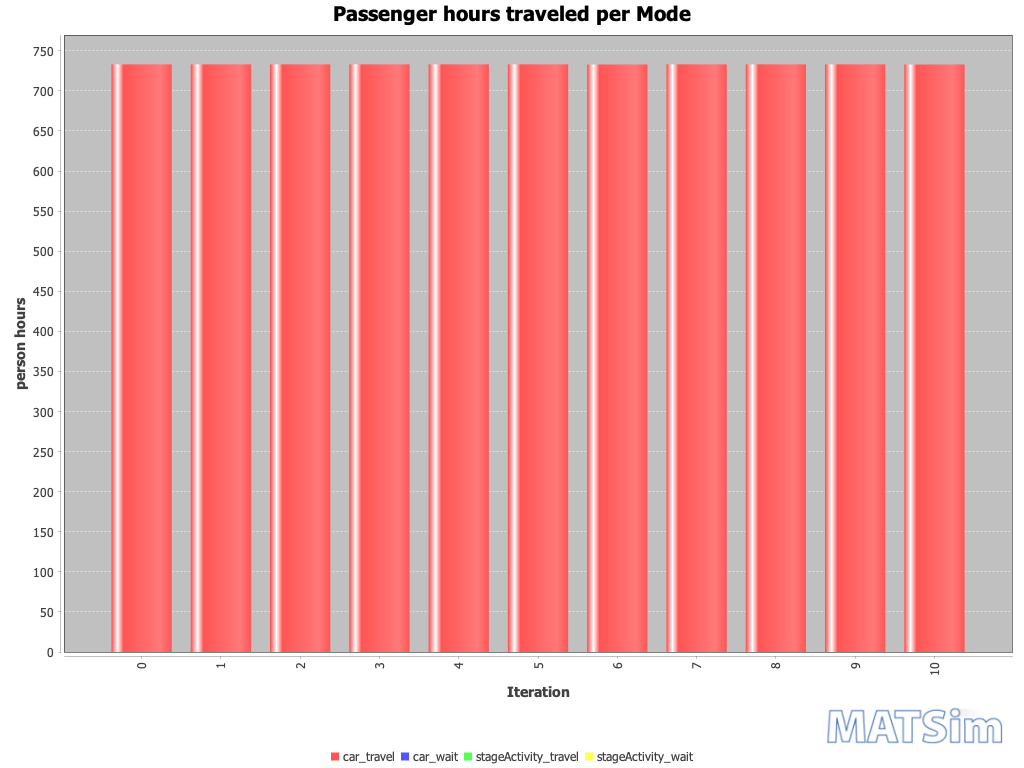 Passenger hours traveled per Mode
750
700
650
600
550
500
450
400
350
300
250
200
150
100
50
0
person hours
0 1 2 3 4 5 6 7 8 9 10
Iteration
MATSim
car_travel car_wait stageActivity_travel stageActivity_wait